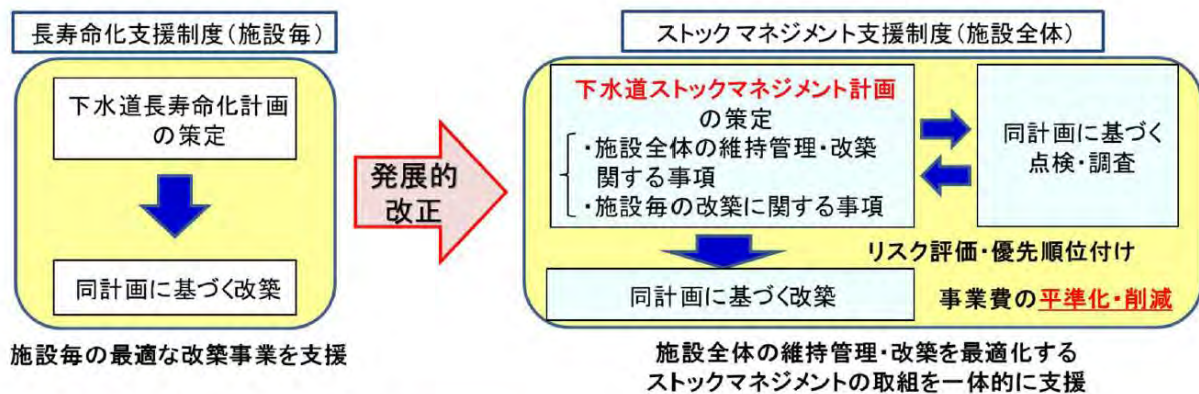 長寿命化支援制度(施設毎)
下水道長寿命化計画
の策定
同計画に基づく改築
施設毎の最適な改築事業を支援
発展的
改正
ストックマネジメント支援制度(施設全体)
下水道ストックマネジメント計画
の策定
・施設全体の維持管理・改築
関する事項
・施設毎の改築に関する事項
同計画に基づく
点検・調査
リスク評価・優先順位付け
同計画に基づく改築
事業費の平準化・削減
施設全体の維持管理・改築を最適化する
ストックマネジメントの取組を一体的に支援